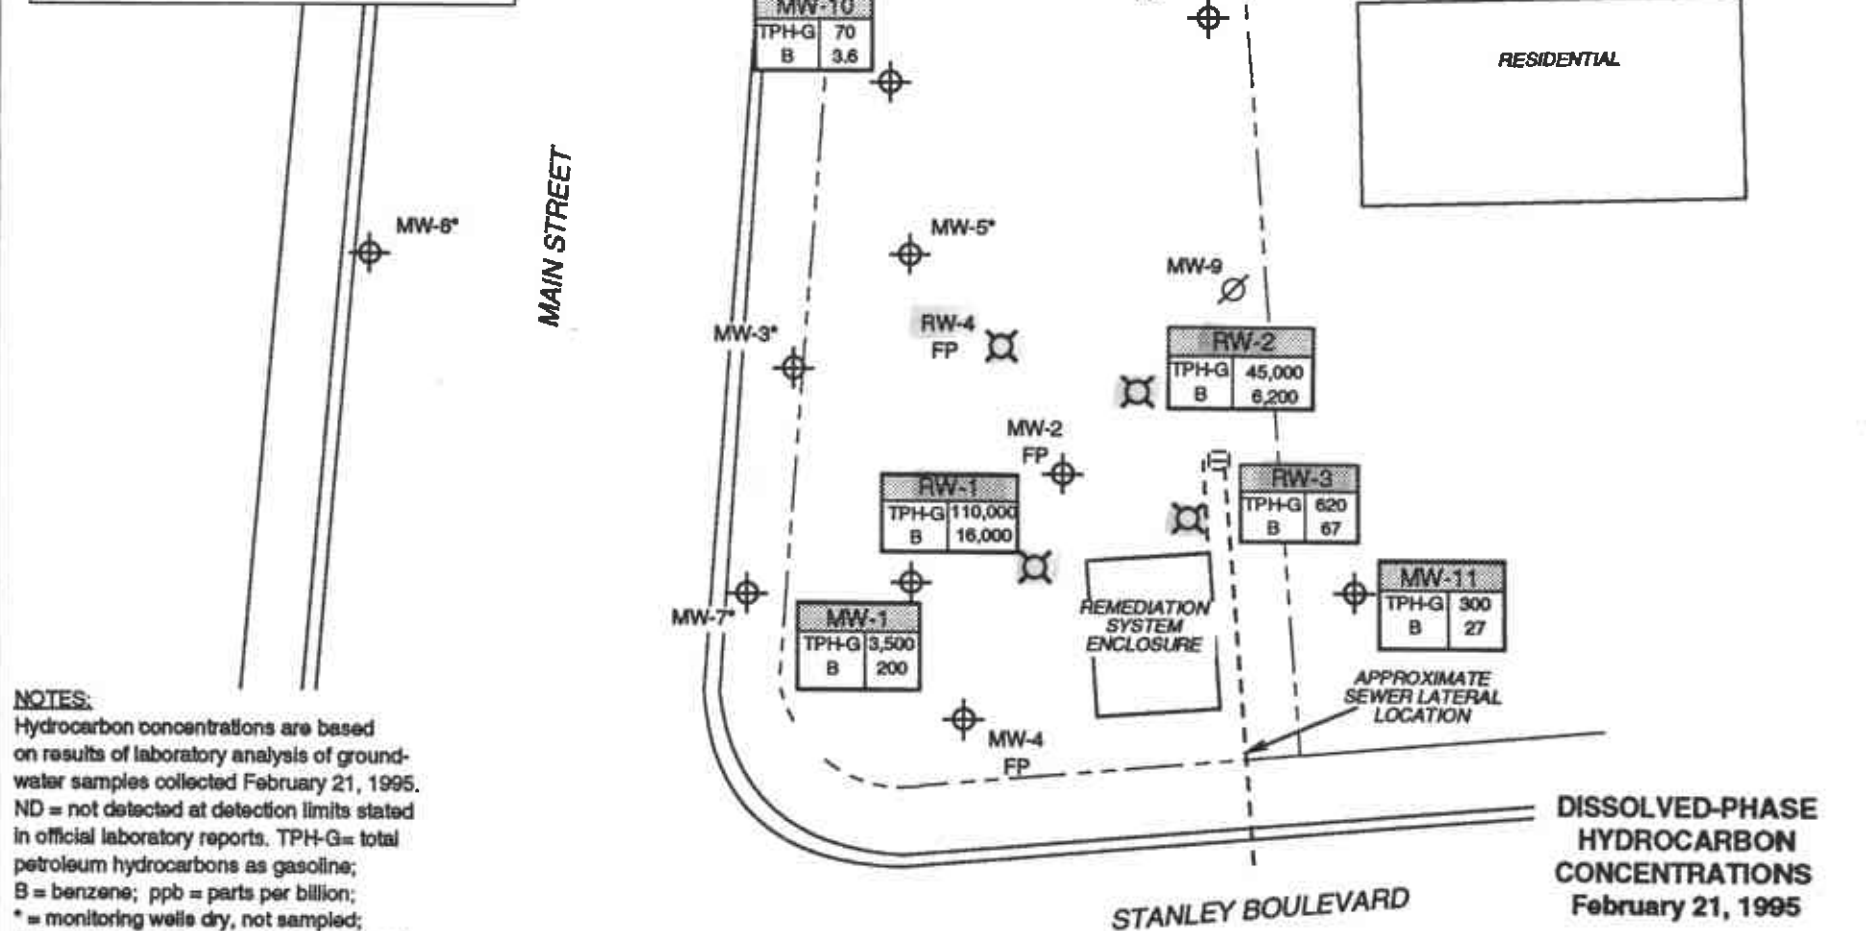 MW-10
TPH-G 70
B 3.6
RESIDENTIAL
MAIN STREET
MW-6*
MW-5*
MW-9
MW-3*
RW-4
FP
RW-2
TPH-G 45,000
B 6,200
MW-2
FP
RW-1
TPH-G 110,000
B 16,000
RW-3
TPH-G 620
B 67
MW-11
TPH-G 300
B 27
MW-7*
MW-1
TPH-G 3,500
B 200
REMEDIATION
SYSTEM
ENCLOSURE
APPROXIMATE
SEWER LATERAL
LOCATION
MW-4
FP
NOTES:
Hydrocarbon concentrations are based
on results of laboratory analysis of ground-
water samples collected February 21, 1995.
ND = not detected at detection limits stated
in official laboratory reports. TPH-G= total
petroleum hydrocarbons as gasoline;
B = benzene; ppb = parts per billion;
* = monitoring wells dry, not sampled;
STANLEY BOULEVARD
DISSOLVED-PHASE
HYDROCARBON
CONCENTRATIONS
February 21, 1995